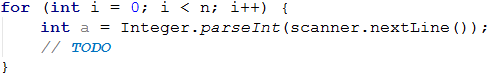 for (int i = 0; i < n; i++) {
    int a = Integer.parseInt(scanner.nextLine());
    // TODO
}